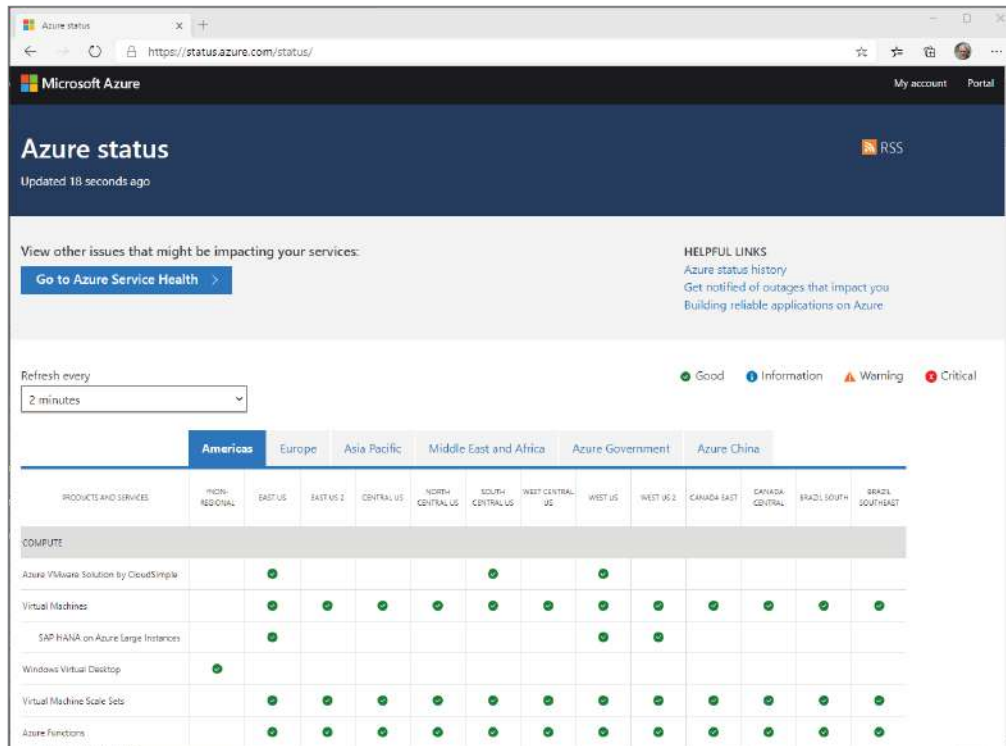 Azure status
https://status.azure.com/status/
Microsoft Azure
My account Portal
Azure status
RSS
Updated 18 seconds ago
View other issues that might be impacting your services:
Go to Azure Service Health
HELPFUL LINKS
Azure status history
Get notified of outages that impact you
Building reliable applications on Azure
Refresh every
2 minutes
Good Information Warning Critical
Americas Europe Asia Pacific Middle East and Africa Azure Government Azure China
PRODUCTS AND SERVICES *NON-REGIONAL EAST US EAST US 2 CENTRAL US NORTH CENTRAL US SOUTH CENTRAL US WEST CENTRAL US WEST US WEST US 2 CANADA EAST CANADA CENTRAL BRAZIL SOUTH BRAZIL SOUTHEAST
COMPUTE
Azure VMware Solution by CloudSimple
Virtual Machines
SAP HANA on Azure Large Instances
Windows Virtual Desktop
Virtual Machine Scale Sets
Azure Functions